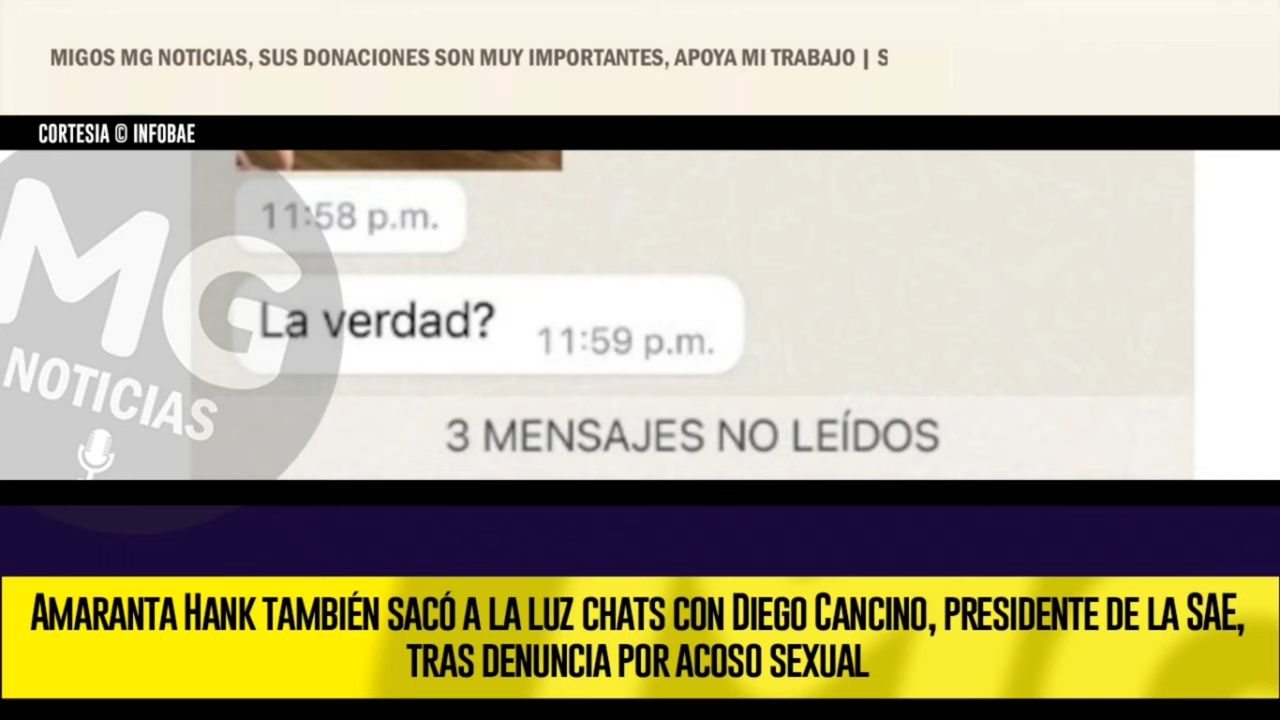 MIGOS MG NOTICIAS, SUS DONACIONES SON MUY IMPORTANTES, APOYA MI TRABAJO | S
CORTESIA © INFOBAE
MG
NOTICIAS
11:58 p.m.
La verdad? 11:59 p.m.
3 MENSAJES NO LEÍDOS
AMARANTA HANK TAMBIÉN SACÓ A LA LUZ CHATS CON DIEGO CANCINO, PRESIDENTE DE LA SAE,
TRAS DENUNCIA POR ACOSO SEXUAL